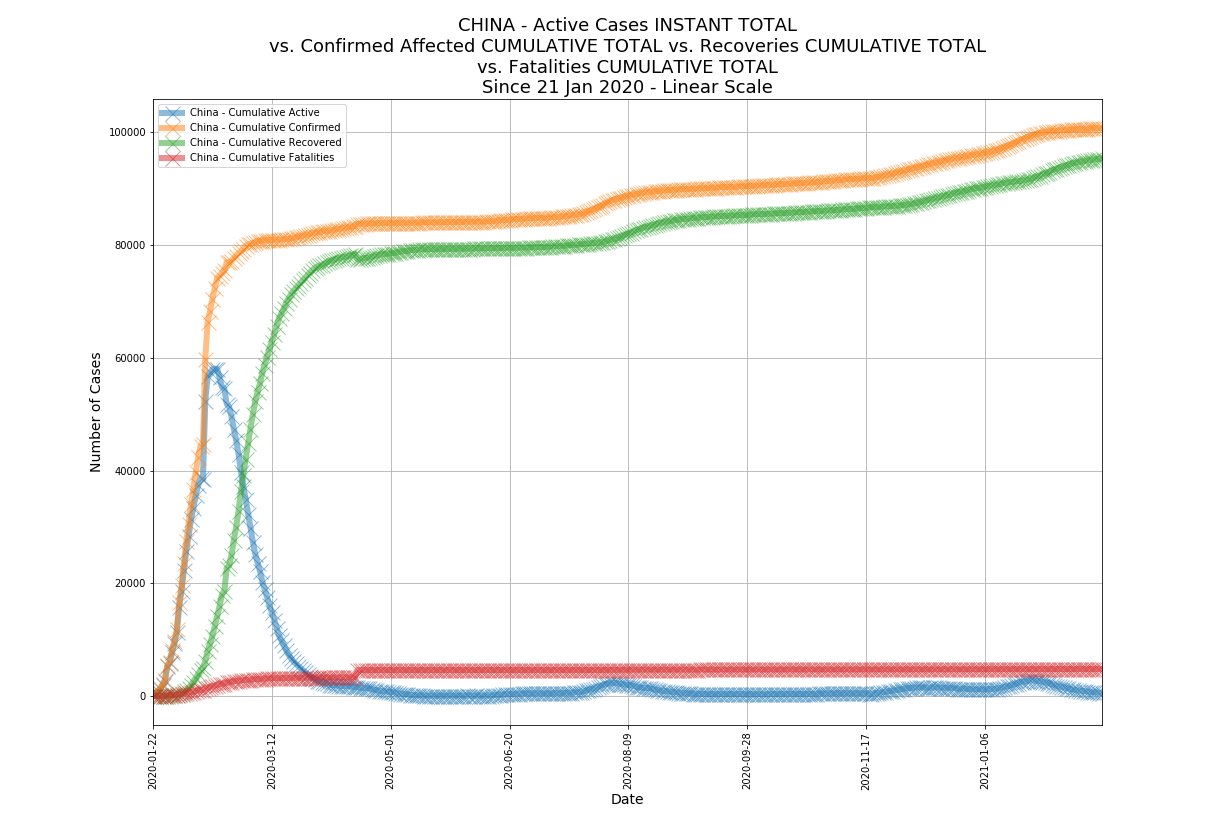 CHINA - Active Cases INSTANT TOTAL
vs. Confirmed Affected CUMULATIVE TOTAL vs. Recoveries CUMULATIVE TOTAL
vs. Fatalities CUMULATIVE TOTAL
Since 21 Jan 2020 - Linear Scale
China - Cumulative Active
China - Cumulative Confirmed
China - Cumulative Recovered
China - Cumulative Fatalities
100000
80000
60000
40000
20000
0
Number of Cases
2020-01-22
2020-03-12
2020-05-01
2020-06-20
2020-08-09
2020-09-28
2020-11-17
2021-01-06
Date